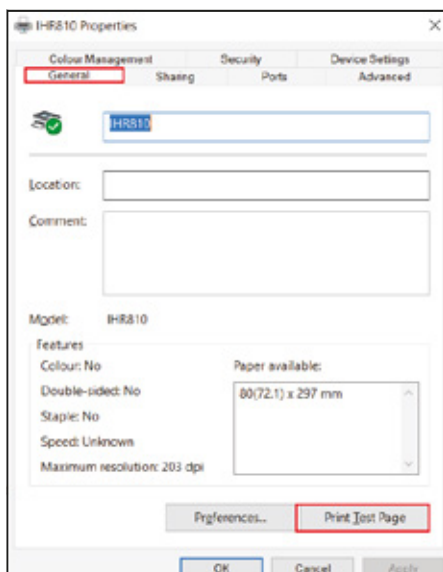 IHR810 Properties
Colour Management Security Device Settings
General Sharing Ports Advanced
IHR810
Location:
Comment:
Model: IHR810
Features
Colour: No Paper available:
Double-sided: No 80(72.1) x 297 mm
Staple: No
Speed: Unknown
Maximum resolution: 203 dpi
Preferences... Print Test Page
OK Cancel Apply